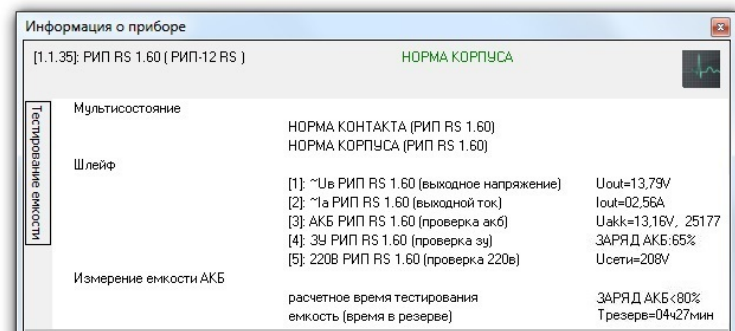 Информация о приборе
[1.1.35]: РИП RS 1.60 ( РИП-12 RS ) НОРМА КОРПУСА
Тестирование емкости
Мультисостояние
НОРМА КОНТАКТА (РИП RS 1.60)
НОРМА КОРПУСА (РИП RS 1.60)
Шлейф
[1]: ~Uв РИП RS 1.60 (выходное напряжение) Uout=13,79V
[2]: ~Iа РИП RS 1.60 (выходной ток) Iout=02,56A
[3]: АКБ РИП RS 1.60 (проверка акб) Uakk=13,16V, 25177
[4]: ЗУ РИП RS 1.60 (проверка зу) ЗАРЯД АКБ:65%
[5]: 220В РИП RS 1.60 (проверка 220в) Uсети=208V
Измерение емкости АКБ
расчетное время тестирования ЗАРЯД АКБ<80%
емкость (время в резерве) Tрезерв=04ч27мин